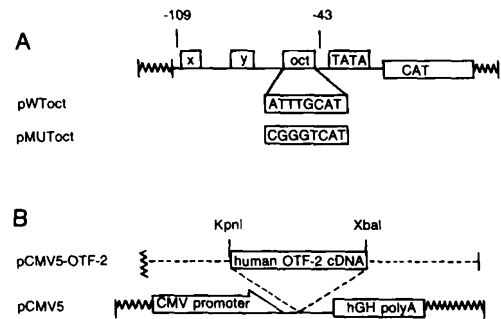 -109 -43
A
x y oct TATA CAT
pWToct ATTTGCAT
pMUToct CGGGTCAT
B
KpnI XbaI
pCMV5-OTF-2 human OTF-2 cDNA
pCMV5 CMV promoter hGH polyA